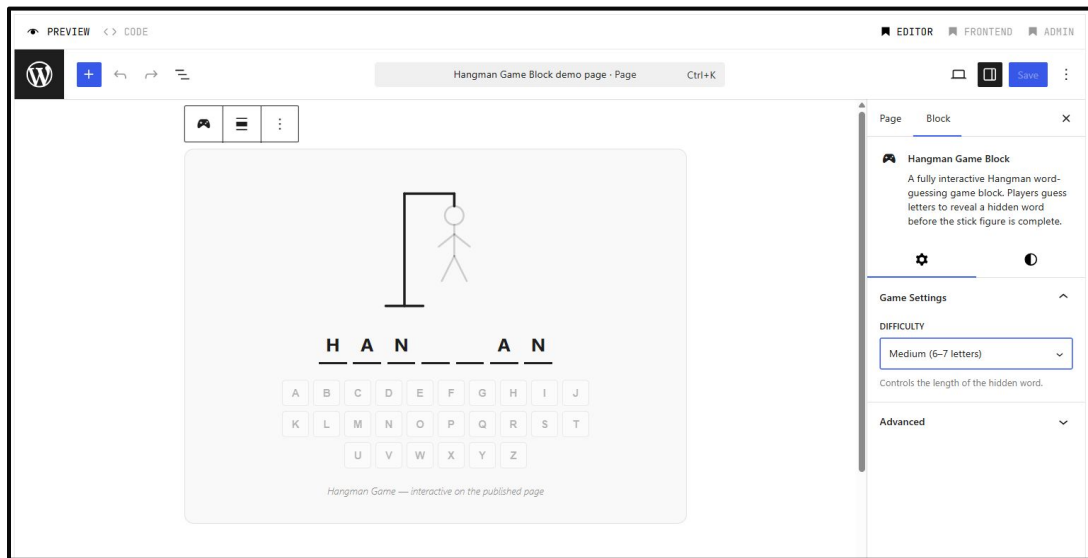 PREVIEW <> CODE
EDITOR FRONTEND ADMIN
Hangman Game Block demo page · Page Ctrl+K
Save
Page Block
Hangman Game Block
A fully interactive Hangman word-
guessing game block. Players guess
letters to reveal a hidden word
before the stick figure is complete.
Game Settings
DIFFICULTY
Medium (6–7 letters)
Controls the length of the hidden word.
Advanced
H A N _ _ A N
A B C D E F G H I J
K L M N O P Q R S T
U V W X Y Z
Hangman Game — interactive on the published page